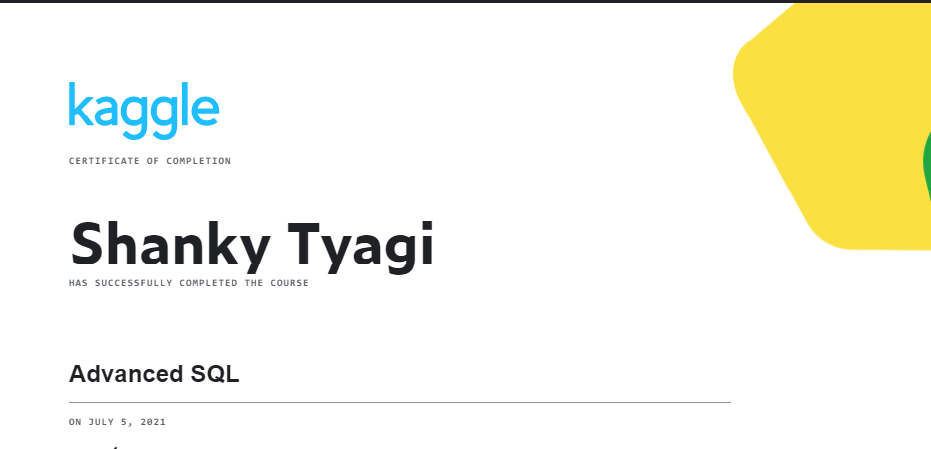 kaggle
CERTIFICATE OF COMPLETION
Shanky Tyagi
HAS SUCCESSFULLY COMPLETED THE COURSE
Advanced SQL
ON JULY 5, 2021